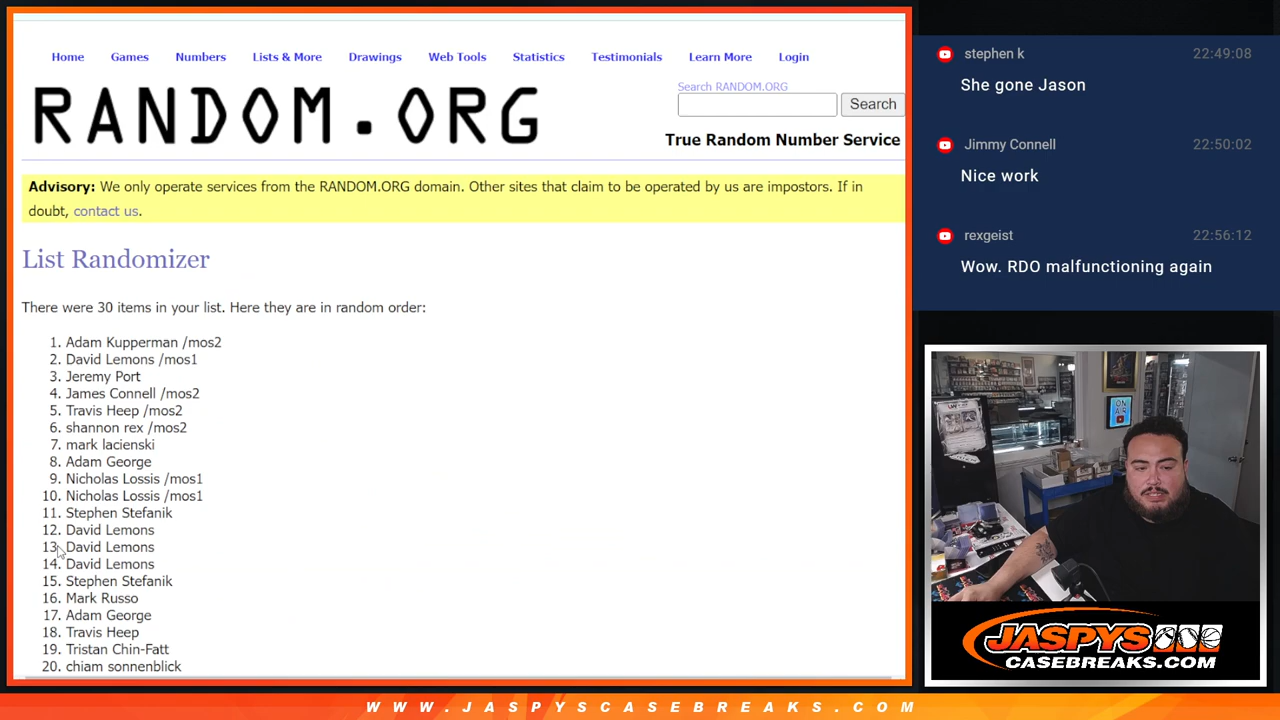 Home Games Numbers Lists & More Drawings Web Tools Statistics Testimonials Learn More Login
RANDOM.ORG
Search RANDOM.ORG
Search
True Random Number Service
Advisory: We only operate services from the RANDOM.ORG domain. Other sites that claim to be operated by us are impostors. If in
doubt, contact us.
List Randomizer
There were 30 items in your list. Here they are in random order:
1. Adam Kupperman /mos2
2. David Lemons /mos1
3. Jeremy Port
4. James Connell /mos2
5. Travis Heep /mos2
6. shannon rex /mos2
7. mark lacienski
8. Adam George
9. Nicholas Lossis /mos1
10. Nicholas Lossis /mos1
11. Stephen Stefanik
12. David Lemons
13. David Lemons
14. David Lemons
15. Stephen Stefanik
16. Mark Russo
17. Adam George
18. Travis Heep
19. Tristan Chin-Fatt
20. chiam sonnenblick
stephen k 22:49:08
She gone Jason
Jimmy Connell 22:50:02
Nice work
rexgeist 22:56:12
Wow. RDO malfunctioning again
ON
AIR
JASPYS
CASEBREAKS.COM
WWW.JASPYSCASEBREAKS.COM